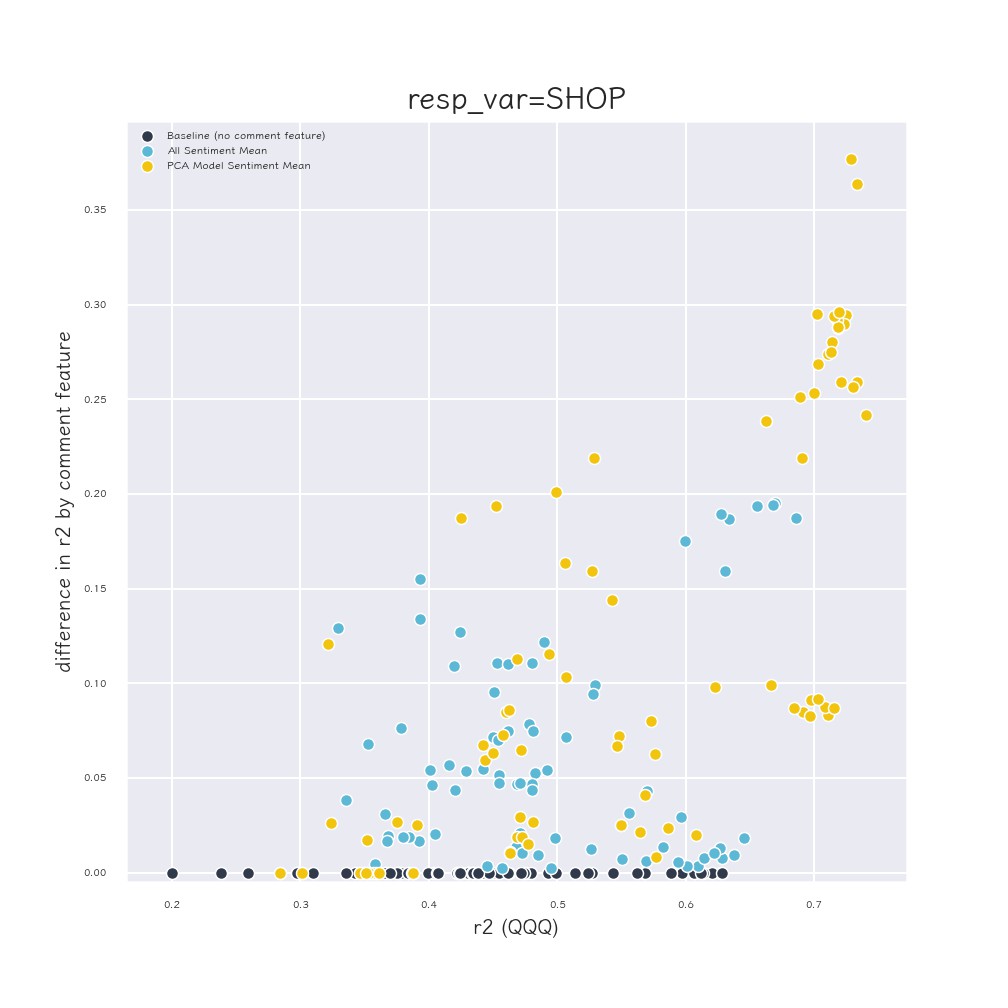 resp_var=SHOP
Baseline (no comment feature)
All Sentiment Mean
PCA Model Sentiment Mean
difference in r2 by comment feature
0.35
0.30
0.25
0.20
0.15
0.10
0.05
0.00
0.2 0.3 0.4 0.5 0.6 0.7
r2 (QQQ)